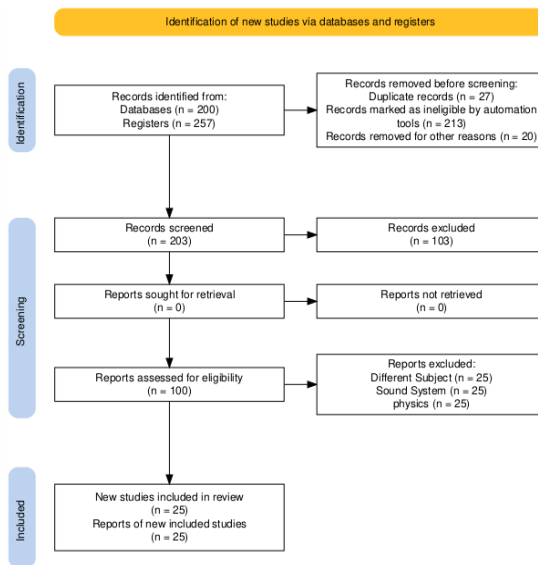 Identification of new studies via databases and registers
Identification
Records identified from:
Databases (n = 200)
Registers (n = 257)
Records removed before screening:
Duplicate records (n = 27)
Records marked as ineligible by automation
tools (n = 213)
Records removed for other reasons (n = 20)
Screening
Records screened
(n = 203)
Records excluded
(n = 103)
Reports sought for retrieval
(n = 0)
Reports not retrieved
(n = 0)
Reports assessed for eligibility
(n = 100)
Reports excluded:
Different Subject (n = 25)
Sound System (n = 25)
physics (n = 25)
Included
New studies included in review
(n = 25)
Reports of new included studies
(n = 25)